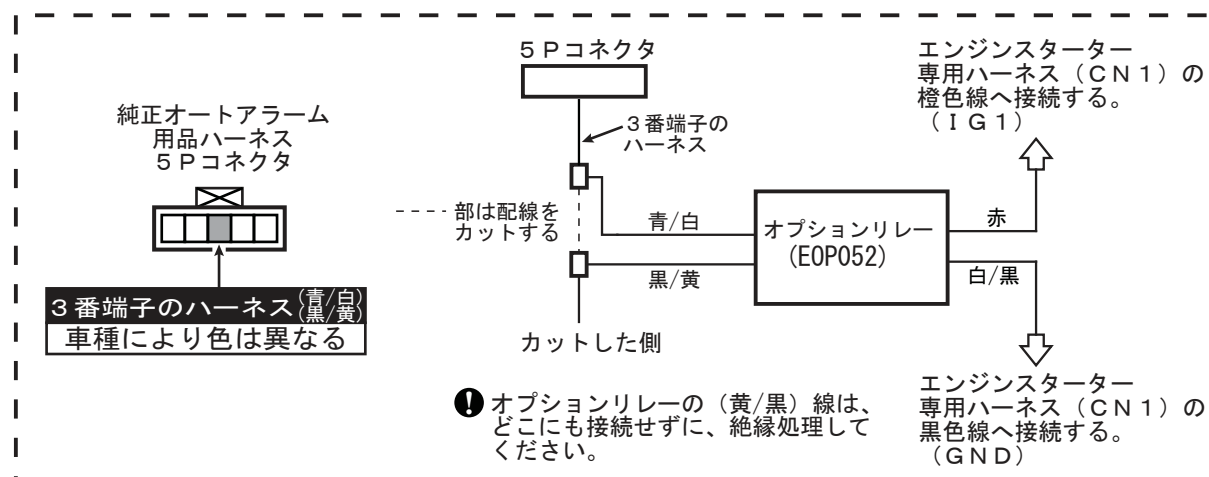 純正オートアラーム
用品ハーネス
５Ｐコネクタ
３番端子のハーネス(青/白)(黒/黄)
車種により色は異なる
５Ｐコネクタ
３番端子の
ハーネス
部は配線を
カットする
青/白
黒/黄
カットした側
オプションリレー
(EOP052)
赤
白/黒
エンジンスターター
専用ハーネス（ＣＮ１）の
橙色線へ接続する。
（ＩＧ１）
エンジンスターター
専用ハーネス（ＣＮ１）の
黒色線へ接続する。
（ＧＮＤ）
オプションリレーの（黄/黒）線は、
どこにも接続せずに、絶縁処理して
ください。